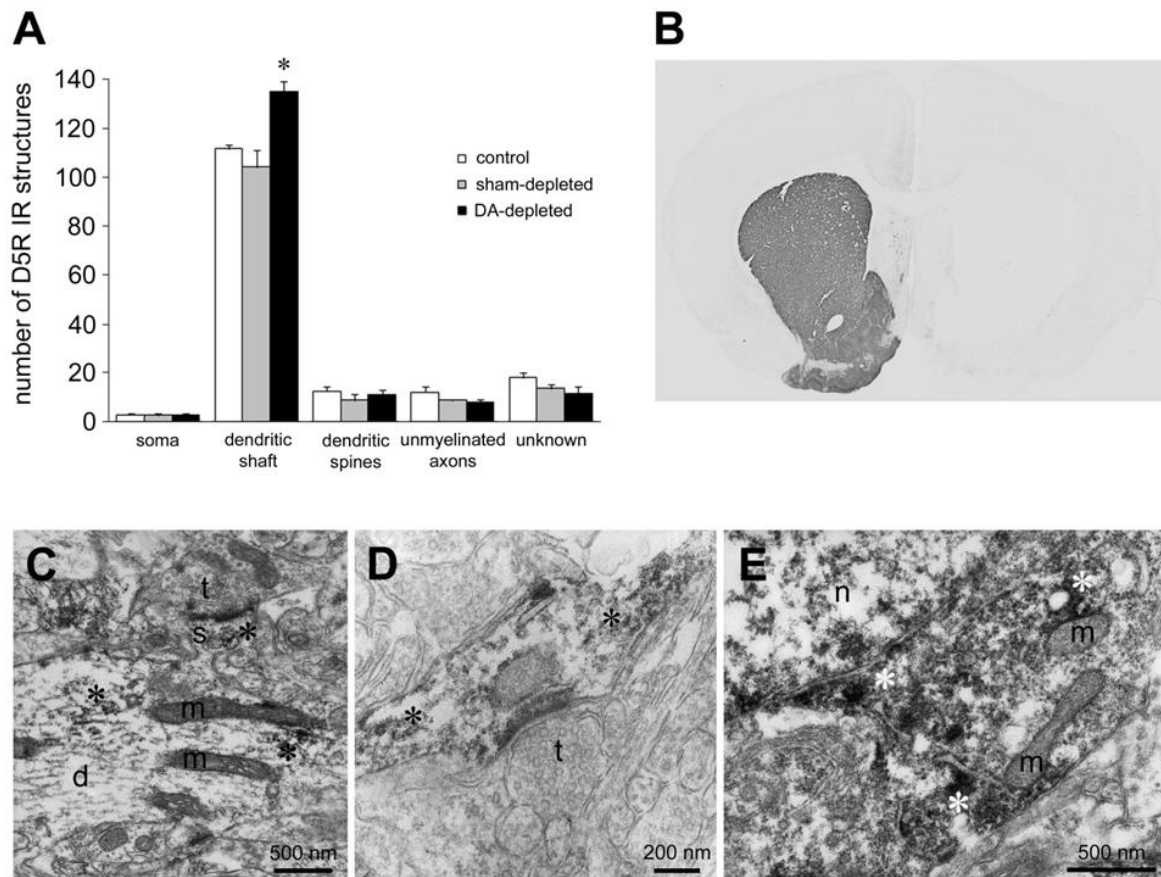 A
number of D5R IR structures
140
120
100
80
60
40
20
0
*
control
sham-depleted
DA-depleted
soma
dendritic
shaft
dendritic
spines
unmyelinated
axons
unknown
B
C
t
s
*
*
m
*
m
d
500 nm
D
*
*
t
200 nm
E
n
*
m
*
m
*
500 nm